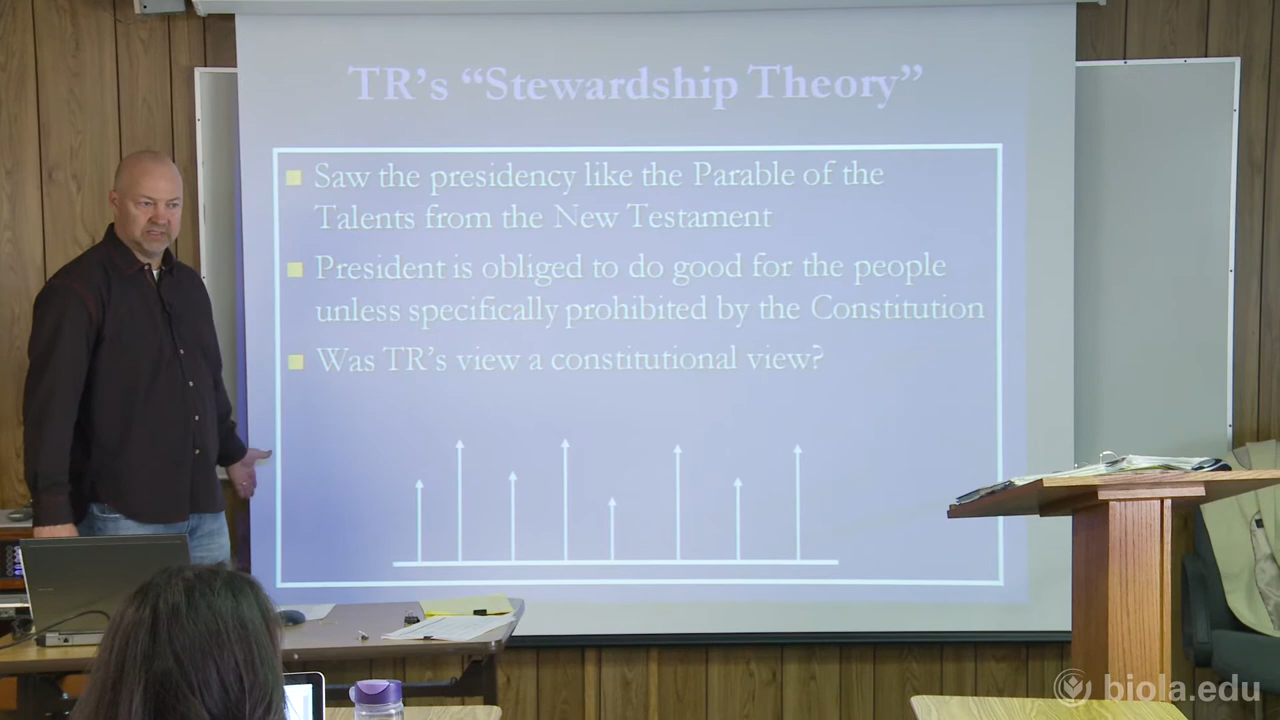 TR's "Stewardship Theory"
Saw the presidency like the Parable of the
Talents from the New Testament
President is obliged to do good for the people
unless specifically prohibited by the Constitution
Was TR's view a constitutional view?
biola.edu